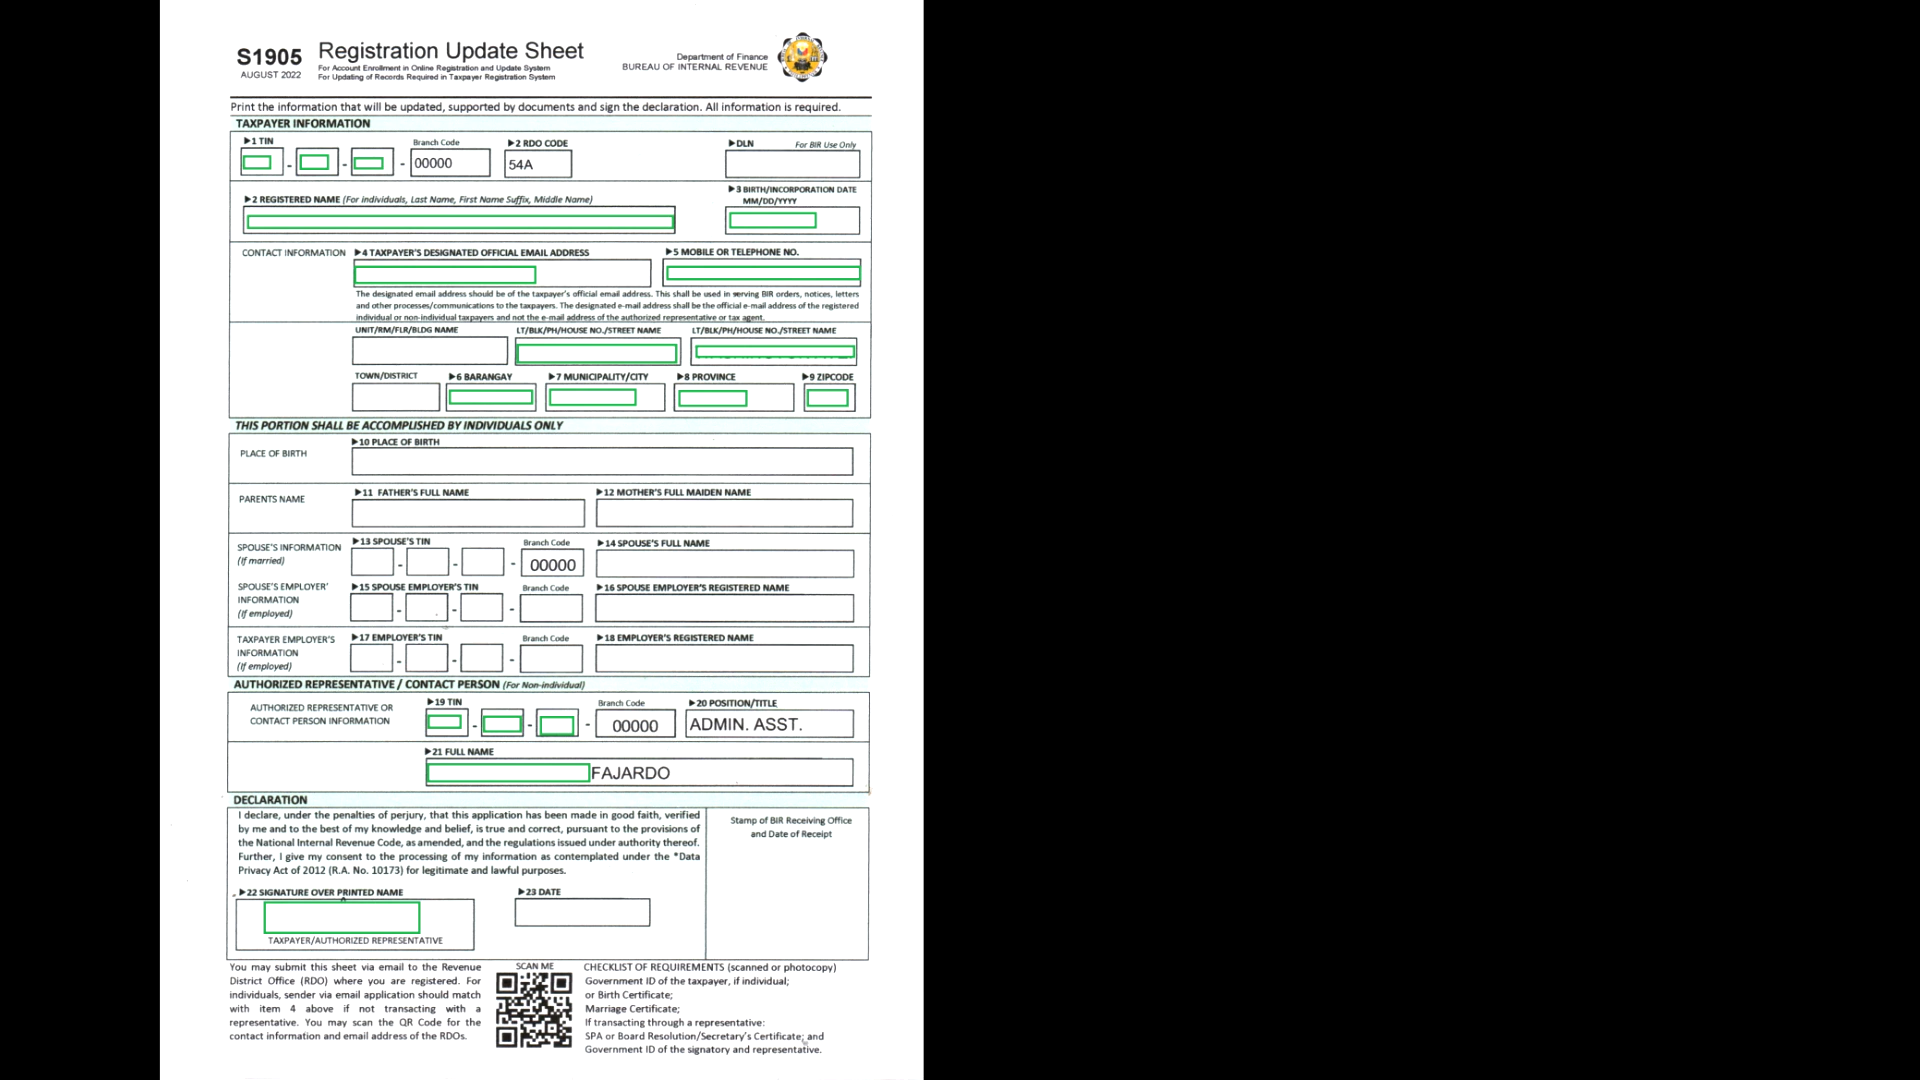 S1905
AUGUST 2022
Registration Update Sheet
For Account Enrollment in Online Registration and Update System
For Updating of Records Required in Taxpayer Registration System
Department of Finance
BUREAU OF INTERNAL REVENUE
Print the information that will be updated, supported by documents and sign the declaration. All information is required.
TAXPAYER INFORMATION
►1 TIN
Branch Code
►2 RDO CODE
►DLN For BIR Use Only
- - - 00000
54A
►2 REGISTERED NAME (For individuals, Last Name, First Name Suffix, Middle Name)
►3 BIRTH/INCORPORATION DATE
MM/DD/YYYY
CONTACT INFORMATION
►4 TAXPAYER'S DESIGNATED OFFICIAL EMAIL ADDRESS
►5 MOBILE OR TELEPHONE NO.
The designated email address should be of the taxpayer's official email address. This shall be used in serving BIR orders, notices, letters
and other processes/communications to the taxpayers. The designated e-mail address shall be the official e-mail address of the registered
individual or non-individual taxpayers and not the e-mail address of the authorized representative or tax agent.
UNIT/RM/FLR/BLDG NAME
LT/BLK/PH/HOUSE NO./STREET NAME
LT/BLK/PH/HOUSE NO./STREET NAME
TOWN/DISTRICT
►6 BARANGAY
►7 MUNICIPALITY/CITY
►8 PROVINCE
►9 ZIPCODE
THIS PORTION SHALL BE ACCOMPLISHED BY INDIVIDUALS ONLY
PLACE OF BIRTH
►10 PLACE OF BIRTH
PARENTS NAME
►11 FATHER'S FULL NAME
►12 MOTHER'S FULL MAIDEN NAME
SPOUSE'S INFORMATION
(If married)
►13 SPOUSE'S TIN
Branch Code
►14 SPOUSE'S FULL NAME
- - - 00000
SPOUSE'S EMPLOYER'
INFORMATION
(If employed)
►15 SPOUSE EMPLOYER'S TIN
Branch Code
►16 SPOUSE EMPLOYER'S REGISTERED NAME
- - -
TAXPAYER EMPLOYER'S
INFORMATION
(If employed)
►17 EMPLOYER'S TIN
Branch Code
►18 EMPLOYER'S REGISTERED NAME
- - -
AUTHORIZED REPRESENTATIVE / CONTACT PERSON (For Non-individual)
AUTHORIZED REPRESENTATIVE OR
CONTACT PERSON INFORMATION
►19 TIN
Branch Code
►20 POSITION/TITLE
- - - 00000
ADMIN. ASST.
►21 FULL NAME
FAJARDO
DECLARATION
I declare, under the penalties of perjury, that this application has been made in good faith, verified
by me and to the best of my knowledge and belief, is true and correct, pursuant to the provisions of
the National Internal Revenue Code, as amended, and the regulations issued under authority thereof.
Further, I give my consent to the processing of my information as contemplated under the *Data
Privacy Act of 2012 (R.A. No. 10173) for legitimate and lawful purposes.
Stamp of BIR Receiving Office
and Date of Receipt
►22 SIGNATURE OVER PRINTED NAME
►23 DATE
TAXPAYER/AUTHORIZED REPRESENTATIVE
You may submit this sheet via email to the Revenue
District Office (RDO) where you are registered. For
individuals, sender via email application should match
with item 4 above if not transacting with a
representative. You may scan the QR Code for the
contact information and email address of the RDOs.
SCAN ME
CHECKLIST OF REQUIREMENTS (scanned or photocopy)
Government ID of the taxpayer, if individual;
or Birth Certificate;
Marriage Certificate;
If transacting through a representative:
SPA or Board Resolution/Secretary's Certificate; and
Government ID of the signatory and representative.